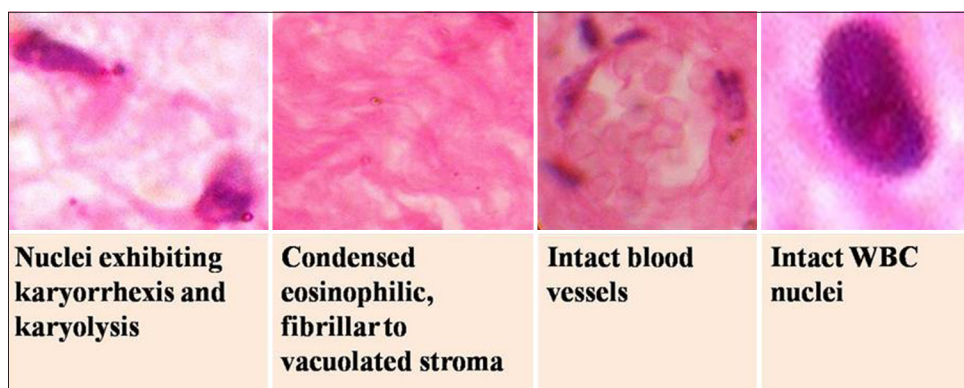 Nuclei exhibiting
karyorrhexis and
karyolysis
Condensed
eosinophilic,
fibrillar to
vacuolated stroma
Intact blood
vessels
Intact WBC
nuclei